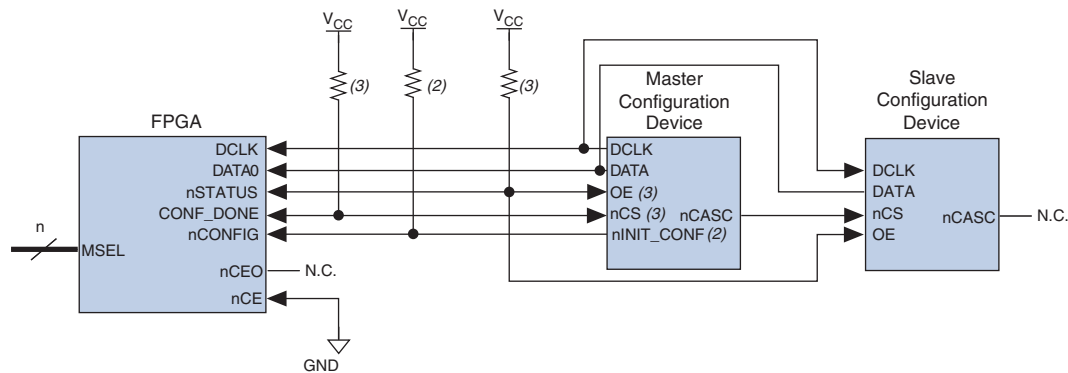 VCC
VCC
VCC
(3)
(2)
(3)
Master
Configuration
Device
Slave
Configuration
Device
FPGA
DCLK
DATA0
nSTATUS
CONF_DONE
nCONFIG
n
MSEL
nCEO
N.C.
nCE
GND
DCLK
DATA
OE (3)
nCS (3)
nCASC
nINIT_CONF (2)
DCLK
DATA
nCS
nCASC
N.C.
OE